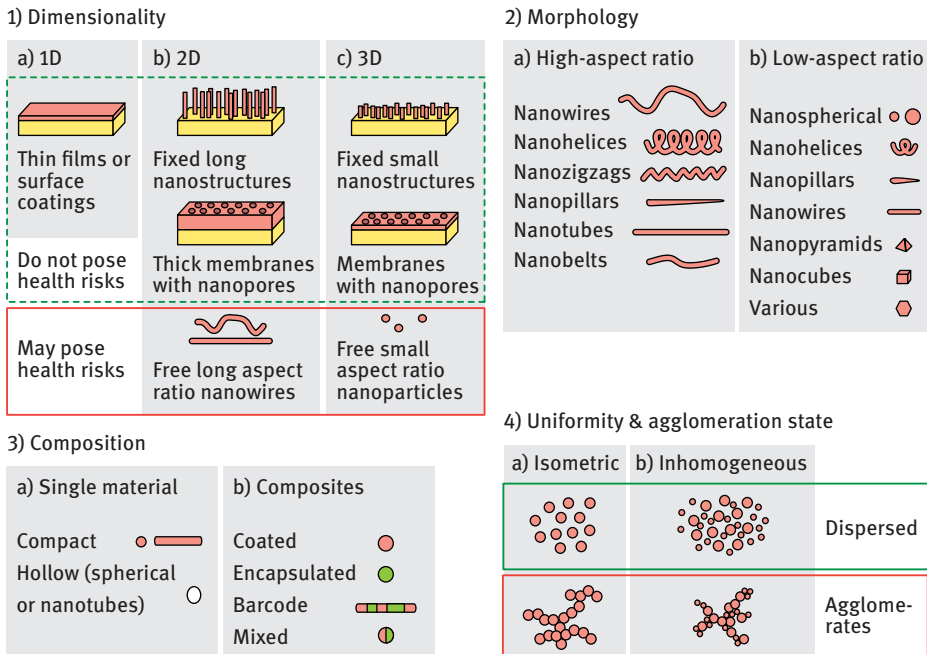 1) Dimensionality
a) 1D
b) 2D
c) 3D
Thin films or
surface
coatings
Fixed long
nanostructures
Fixed small
nanostructures
Do not pose
health risks
Thick membranes
with nanopores
Membranes
with nanopores
May pose
health risks
Free long aspect
ratio nanowires
Free small
aspect ratio
nanoparticles
2) Morphology
a) High-aspect ratio
Nanowires
Nanohelices
Nanozigzags
Nanopillars
Nanotubes
Nanobelts
b) Low-aspect ratio
Nanospherical
Nanohelices
Nanopillars
Nanowires
Nanopyramids
Nanocubes
Various
3) Composition
a) Single material
Compact
Hollow (spherical
or nanotubes)
b) Composites
Coated
Encapsulated
Barcode
Mixed
4) Uniformity & agglomeration state
a) Isometric
b) Inhomogeneous
Dispersed
Agglome-
rates